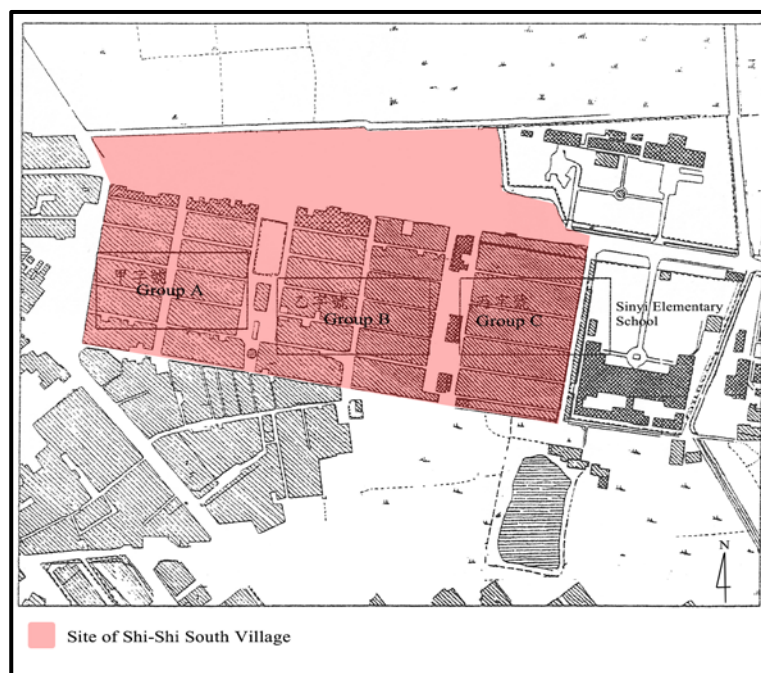 甲字號
Group A
乙字號
Group B
丙字號
Group C
Sinyi Elementary
School
N
Site of Shi-Shi South Village